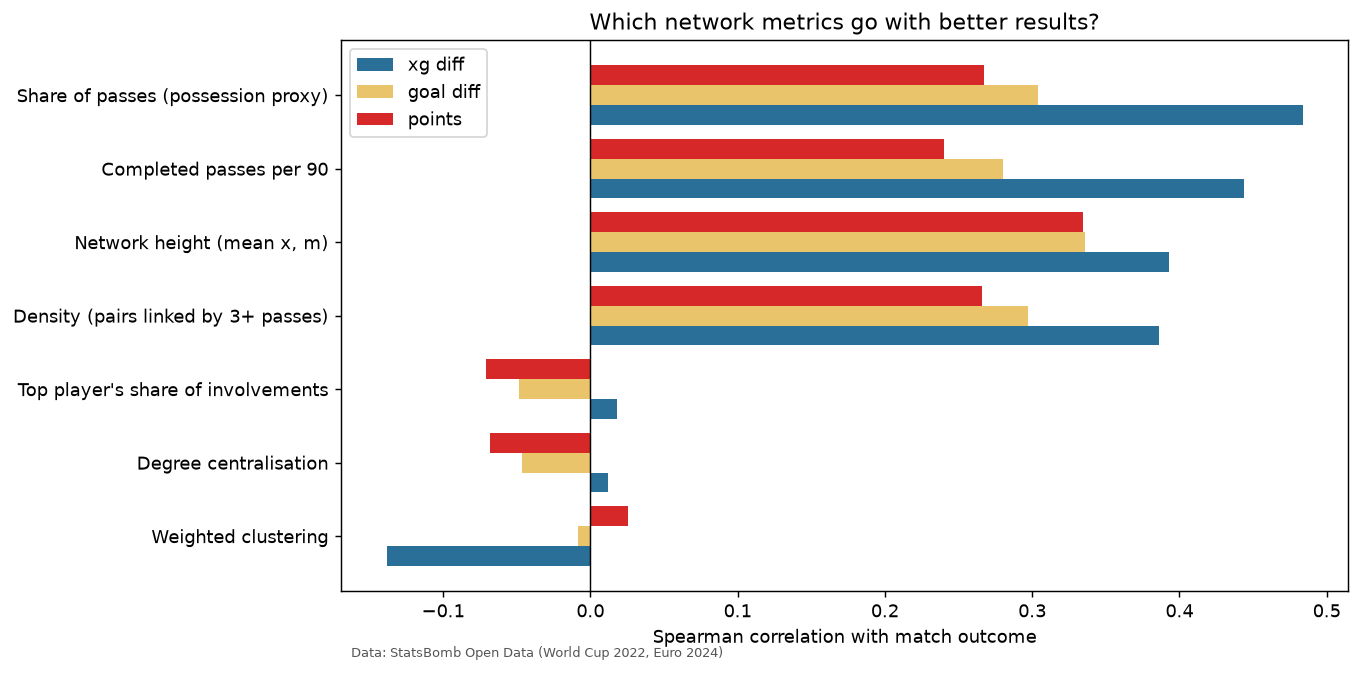 Which network metrics go with better results?
xg diff
goal diff
points
Share of passes (possession proxy)
Completed passes per 90
Network height (mean x, m)
Density (pairs linked by 3+ passes)
Top player's share of involvements
Degree centralisation
Weighted clustering
−0.1 0.0 0.1 0.2 0.3 0.4 0.5
Spearman correlation with match outcome
Data: StatsBomb Open Data (World Cup 2022, Euro 2024)